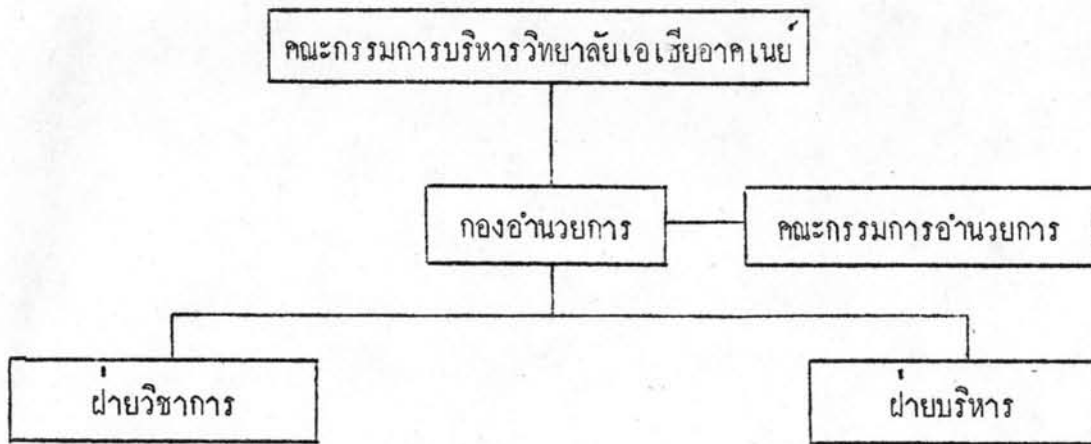 คณะกรรมการบริหารวิทยาลัยเอเชียอาคเนย์
กองอำนวยการ
คณะกรรมการอำนวยการ
ฝ่ายวิชาการ
ฝ่ายบริหาร